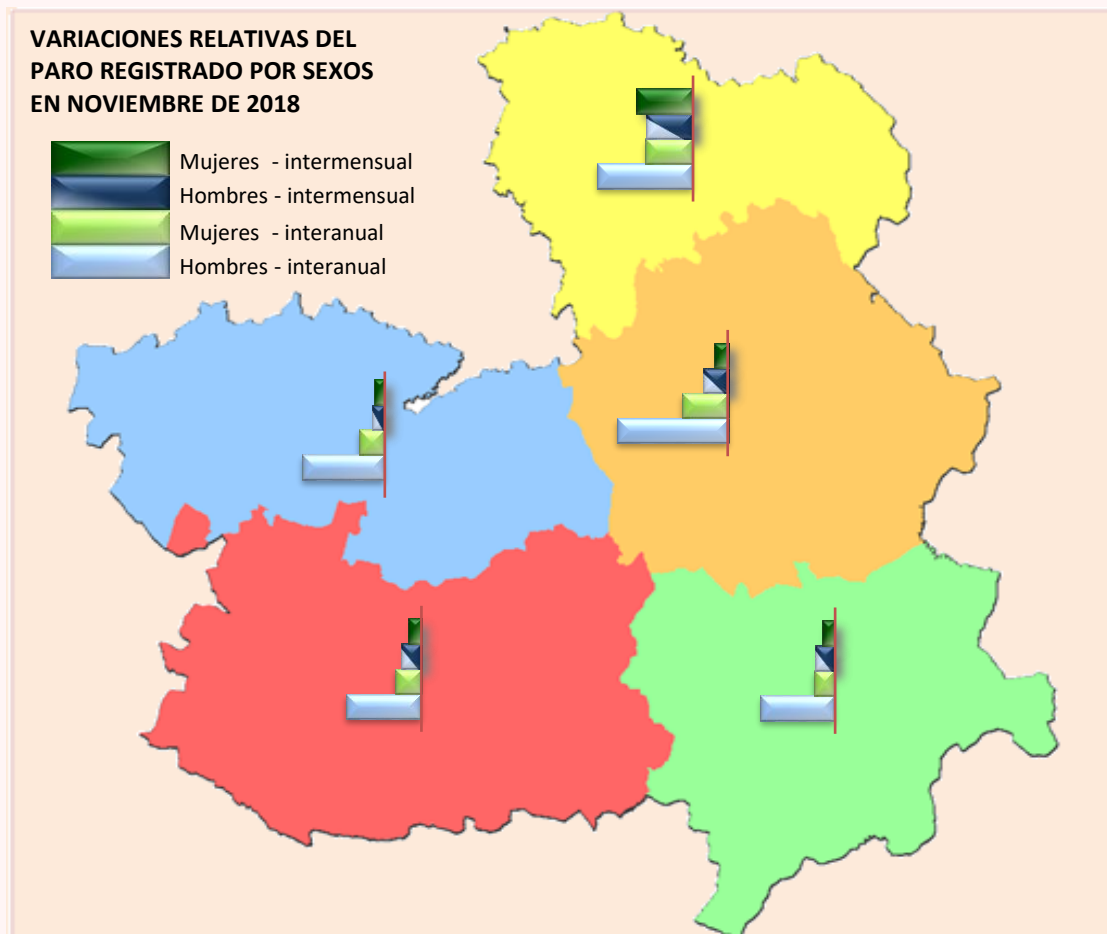 VARIACIONES RELATIVAS DEL
PARO REGISTRADO POR SEXOS
EN NOVIEMBRE DE 2018
Mujeres - intermensual
Hombres - intermensual
Mujeres - interanual
Hombres - interanual